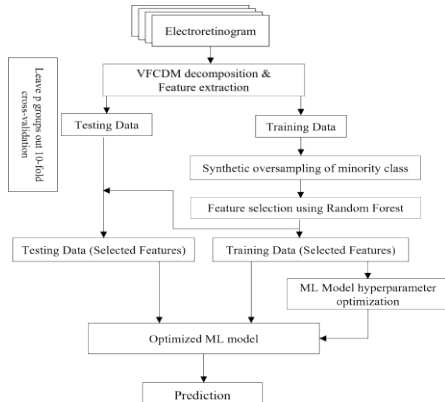 Electroretinogram
VFCDM decomposition &
Feature extraction
Leave p groups out 10-fold
cross-validation
Testing Data
Training Data
Synthetic oversampling of minority class
Feature selection using Random Forest
Testing Data (Selected Features)
Training Data (Selected Features)
ML Model hyperparameter
optimization
Optimized ML model
Prediction